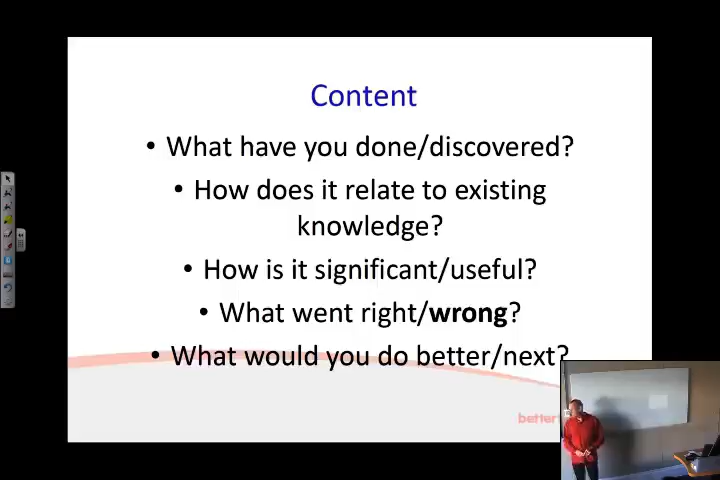 Content
• What have you done/discovered?
• How does it relate to existing
knowledge?
• How is it significant/useful?
• What went right/wrong?
• What would you do better/next?
better